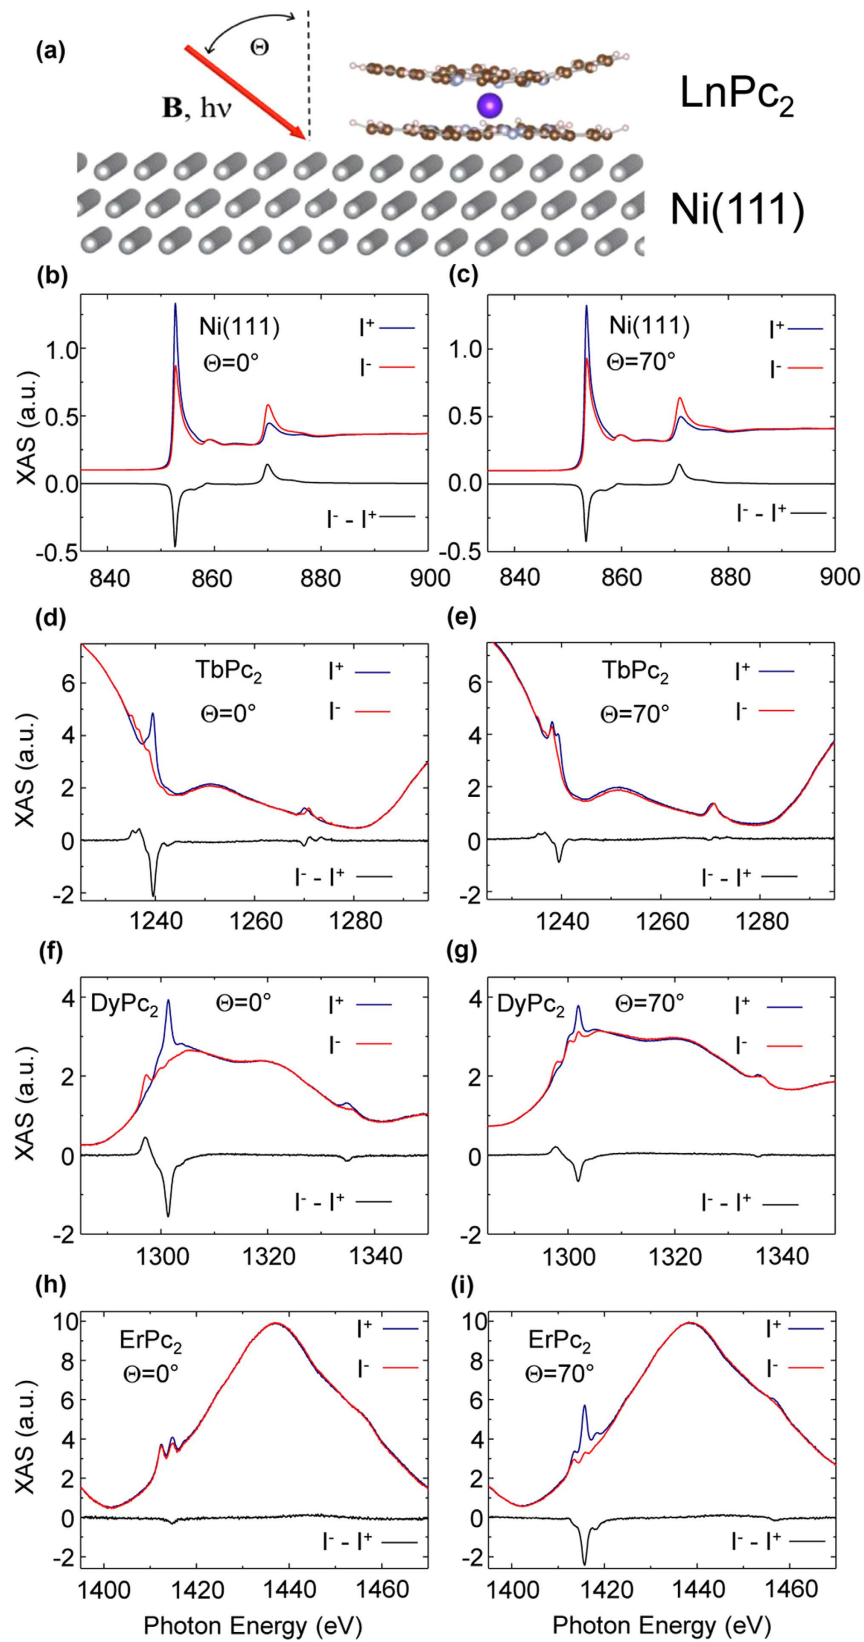 (a)
Θ
B, hν
LnPc2
Ni(111)
(b)
Ni(111)
Θ=0°
I+
I-
I- - I+
XAS (a.u.)
1.0
0.5
0.0
-0.5
840 860 880 900
(c)
Ni(111)
Θ=70°
I+
I-
I- - I+
1.0
0.5
0.0
-0.5
840 860 880 900
(d)
TbPc2
Θ=0°
I+
I-
I- - I+
XAS (a.u.)
6
4
2
0
-2
1240 1260 1280
(e)
TbPc2
Θ=70°
I+
I-
I- - I+
6
4
2
0
-2
1240 1260 1280
(f)
DyPc2 Θ=0°
I+
I-
I- - I+
XAS (a.u.)
4
2
0
-2
1300 1320 1340
(g)
DyPc2 Θ=70°
I+
I-
I- - I+
4
2
0
-2
1300 1320 1340
(h)
ErPc2
Θ=0°
I+
I-
I- - I+
XAS (a.u.)
10
8
6
4
2
0
-2
1400 1420 1440 1460
Photon Energy (eV)
(i)
ErPc2
Θ=70°
I+
I-
I- - I+
10
8
6
4
2
0
-2
1400 1420 1440 1460
Photon Energy (eV)